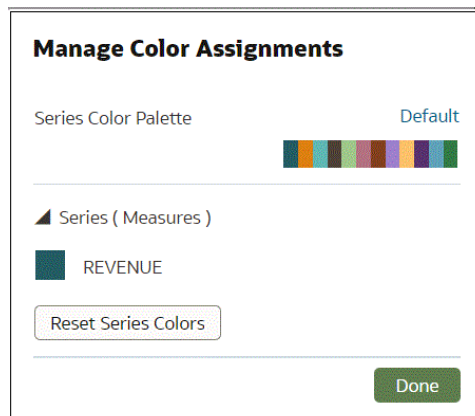 Manage Color Assignments
Series Color Palette Default
Series ( Measures )
REVENUE
Reset Series Colors
Done